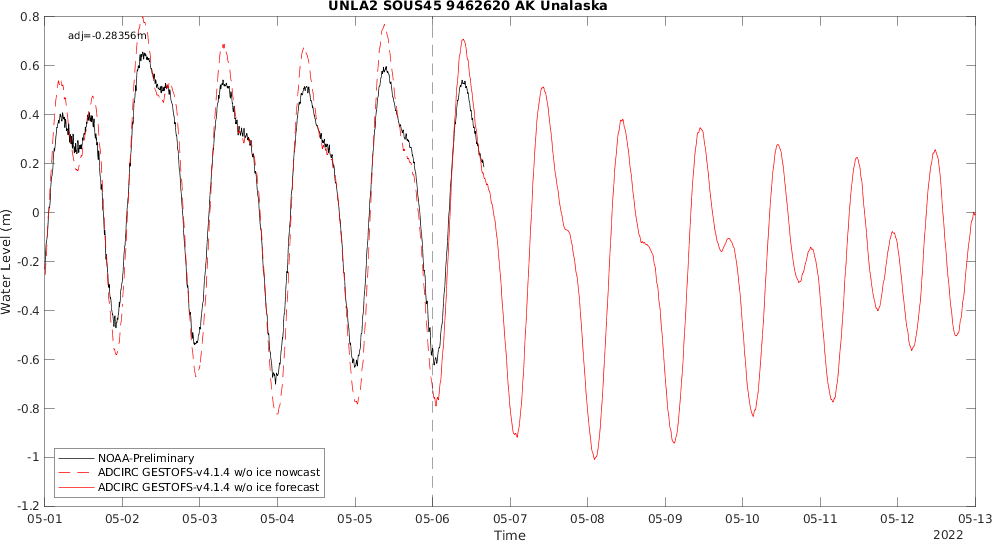 UNLA2 SOUS45 9462620 AK Unalaska
adj=-0.28356m
0.8
0.6
0.4
0.2
0
-0.2
-0.4
-0.6
-0.8
-1
-1.2
Water Level (m)
NOAA-Preliminary
ADCIRC GESTOFS-v4.1.4 w/o ice nowcast
ADCIRC GESTOFS-v4.1.4 w/o ice forecast
05-01 05-02 05-03 05-04 05-05 05-06 05-07 05-08 05-09 05-10 05-11 05-12 05-13
Time
2022